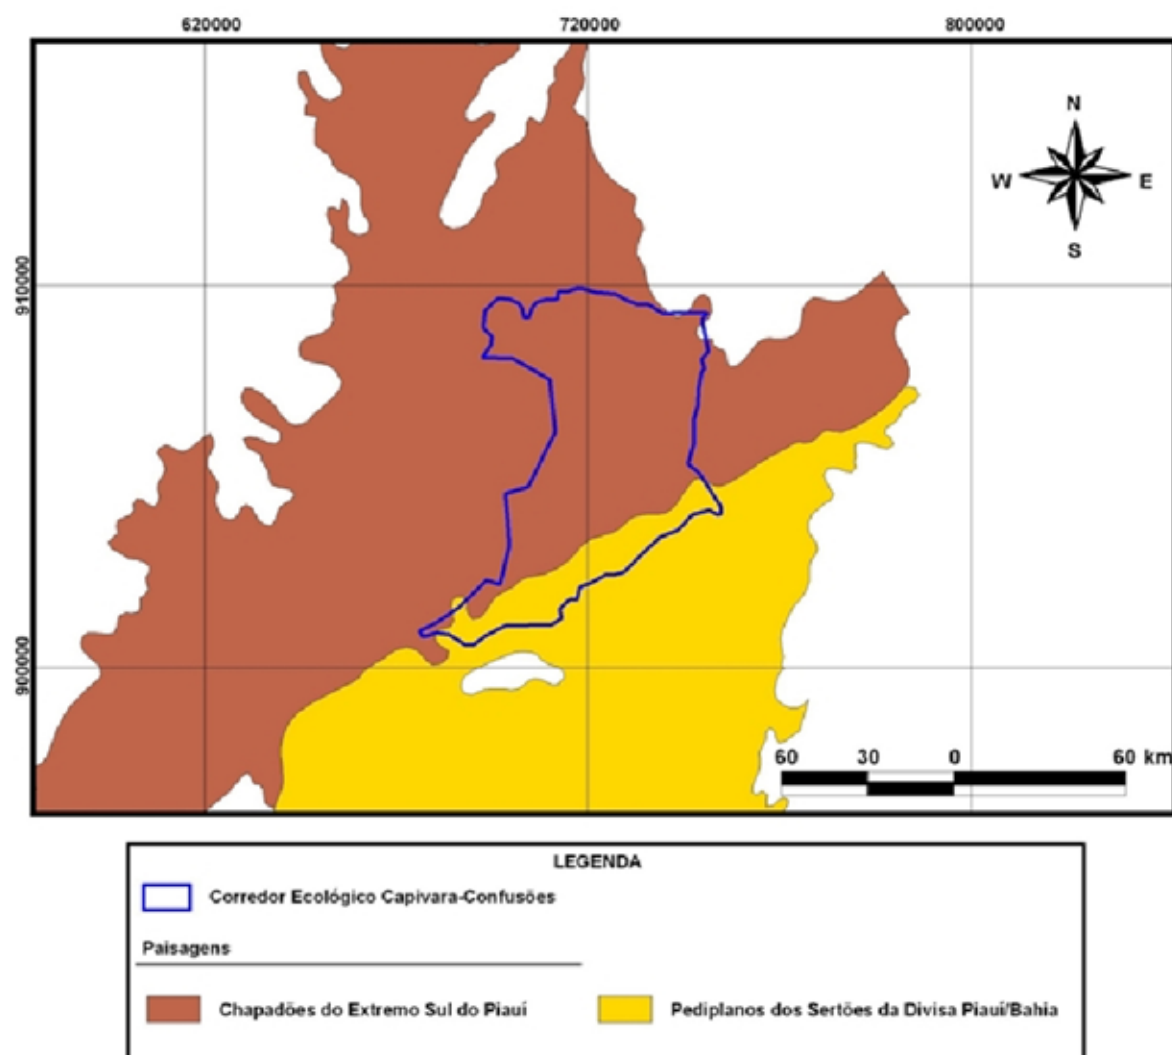 620000 720000 800000
N
W E
S
910000
900000
60 30 0 60 km
LEGENDA
Corredor Ecológico Capivara-Confusões
Paisagens
Chapadões do Extremo Sul do Piauí Pediplanos dos Sertões da Divisa Piauí/Bahia